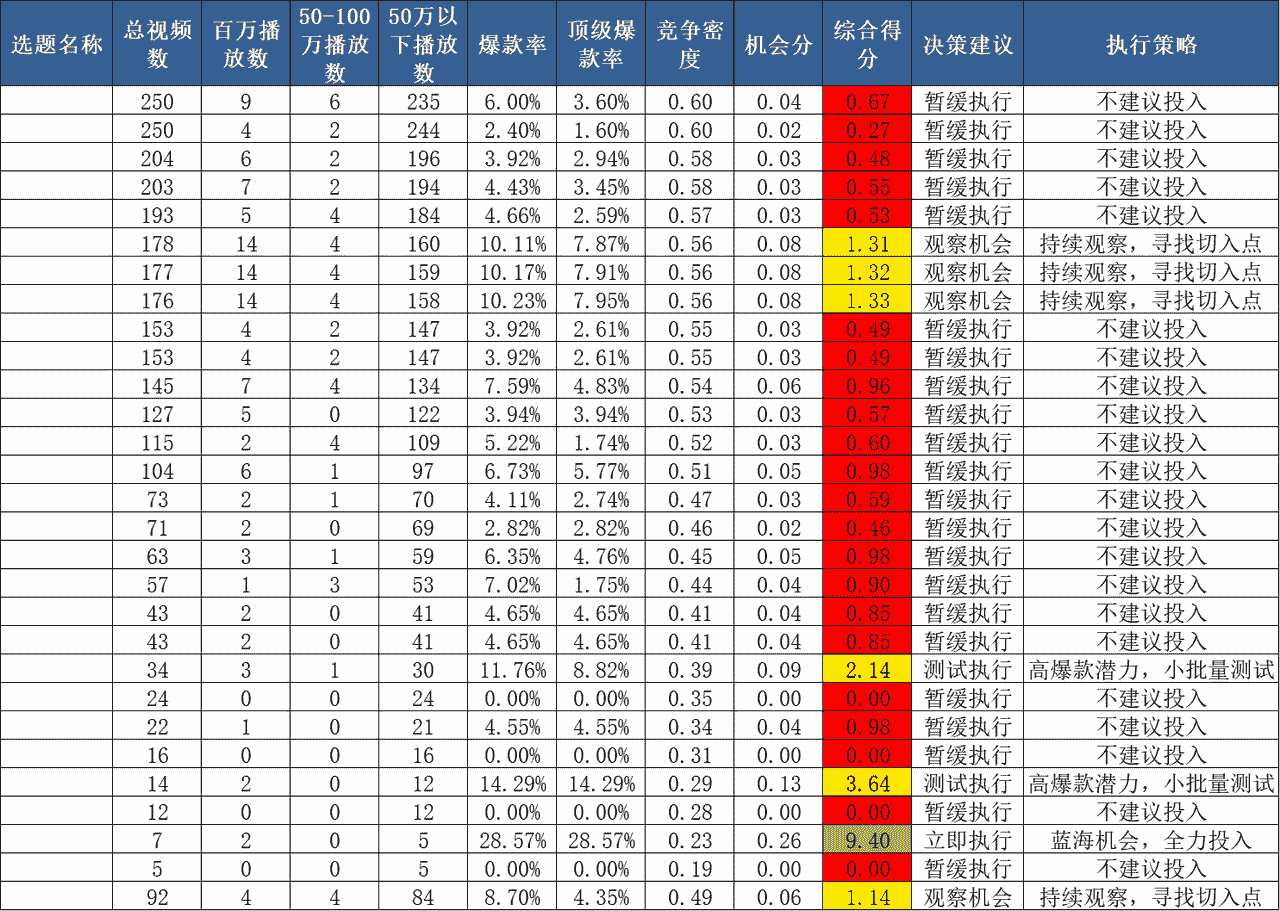 选题名称 总视频数 百万播放数 50-100万播放数 50万以下播放数 爆款率 顶级爆款率 竞争密度 机会分 综合得分 决策建议 执行策略
250 9 6 235 6.00% 3.60% 0.60 0.04 0.67 暂缓执行 不建议投入
250 4 2 244 2.40% 1.60% 0.60 0.02 0.27 暂缓执行 不建议投入
204 6 2 196 3.92% 2.94% 0.58 0.03 0.48 暂缓执行 不建议投入
203 7 2 194 4.43% 3.45% 0.58 0.03 0.55 暂缓执行 不建议投入
193 5 4 184 4.66% 2.59% 0.57 0.03 0.53 暂缓执行 不建议投入
178 14 4 160 10.11% 7.87% 0.56 0.08 1.31 观察机会 持续观察，寻找切入点
177 14 4 159 10.17% 7.91% 0.56 0.08 1.32 观察机会 持续观察，寻找切入点
176 14 4 158 10.23% 7.95% 0.56 0.08 1.33 观察机会 持续观察，寻找切入点
153 4 2 147 3.92% 2.61% 0.55 0.03 0.49 暂缓执行 不建议投入
153 4 2 147 3.92% 2.61% 0.55 0.03 0.49 暂缓执行 不建议投入
145 7 4 134 7.59% 4.83% 0.54 0.06 0.96 暂缓执行 不建议投入
127 5 0 122 3.94% 3.94% 0.53 0.03 0.57 暂缓执行 不建议投入
115 2 4 109 5.22% 1.74% 0.52 0.03 0.60 暂缓执行 不建议投入
104 6 1 97 6.73% 5.77% 0.51 0.05 0.98 暂缓执行 不建议投入
73 2 1 70 4.11% 2.74% 0.47 0.03 0.59 暂缓执行 不建议投入
71 2 0 69 2.82% 2.82% 0.46 0.02 0.46 暂缓执行 不建议投入
63 3 1 59 6.35% 4.76% 0.45 0.05 0.98 暂缓执行 不建议投入
57 1 3 53 7.02% 1.75% 0.44 0.04 0.90 暂缓执行 不建议投入
43 2 0 41 4.65% 4.65% 0.41 0.04 0.85 暂缓执行 不建议投入
43 2 0 41 4.65% 4.65% 0.41 0.04 0.85 暂缓执行 不建议投入
34 3 1 30 11.76% 8.82% 0.39 0.09 2.14 测试执行 高爆款潜力，小批量测试
24 0 0 24 0.00% 0.00% 0.35 0.00 0.00 暂缓执行 不建议投入
22 1 0 21 4.55% 4.55% 0.34 0.04 0.98 暂缓执行 不建议投入
16 0 0 16 0.00% 0.00% 0.31 0.00 0.00 暂缓执行 不建议投入
14 2 0 12 14.29% 14.29% 0.29 0.13 3.64 测试执行 高爆款潜力，小批量测试
12 0 0 12 0.00% 0.00% 0.28 0.00 0.00 暂缓执行 不建议投入
7 2 0 5 28.57% 28.57% 0.23 0.26 9.40 立即执行 蓝海机会，全力投入
5 0 0 5 0.00% 0.00% 0.19 0.00 0.00 暂缓执行 不建议投入
92 4 4 84 8.70% 4.35% 0.49 0.06 1.14 观察机会 持续观察，寻找切入点